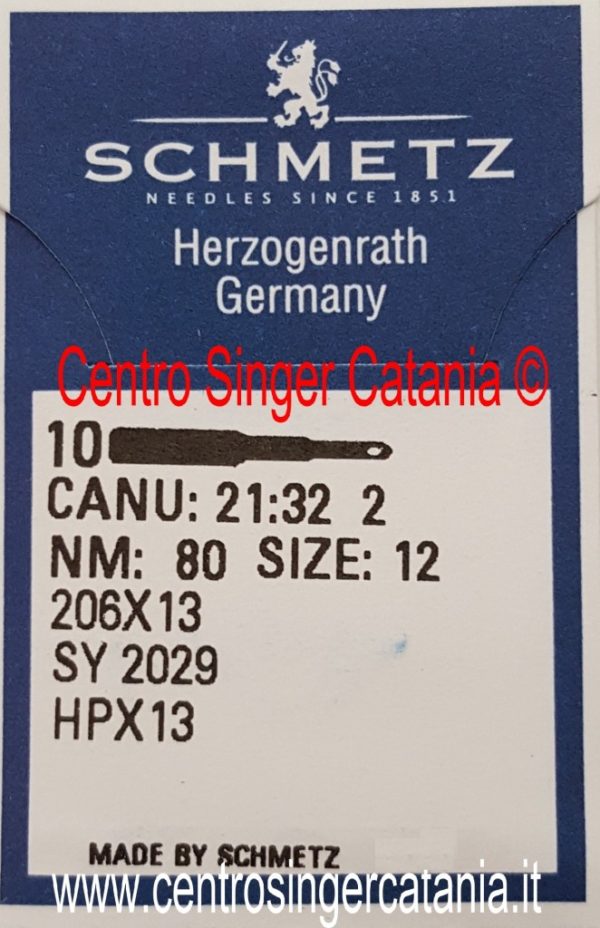 SCHMETZ
NEEDLES SINCE 1851
Herzogenrath
Germany
Centro Singer Catania ©
10
CANU: 21:32 2
NM: 80 SIZE: 12
206X13
SY 2029
HPX13
MADE BY SCHMETZ
www.centrosingercatania.it